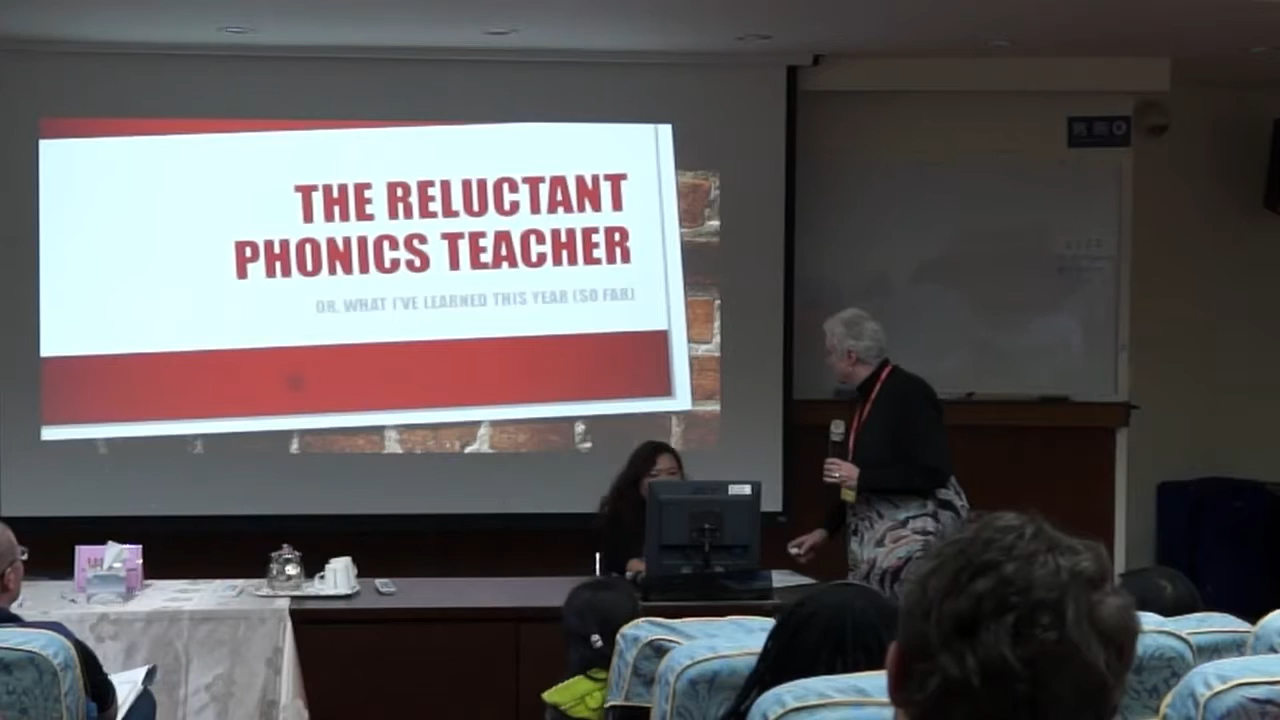 THE RELUCTANT
PHONICS TEACHER
OR, WHAT I'VE LEARNED THIS YEAR (SO FAR)